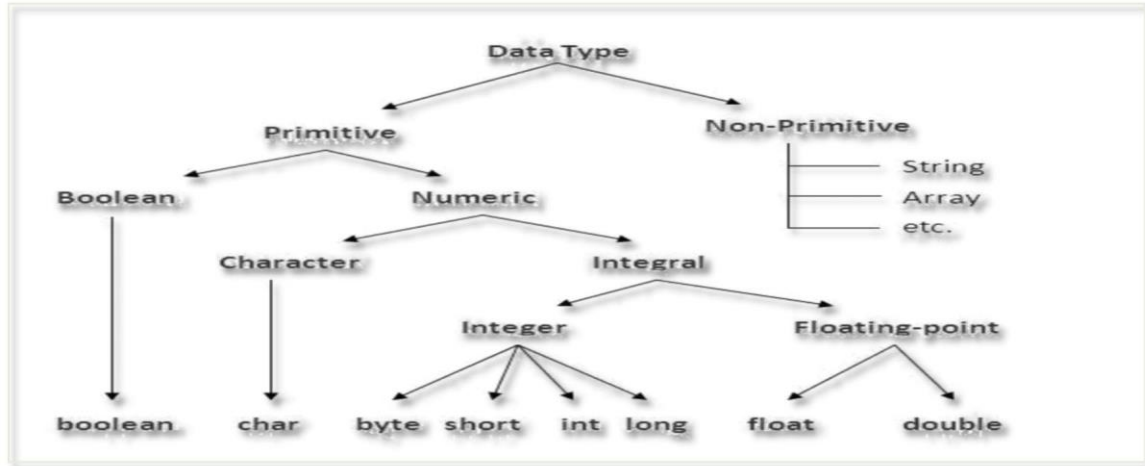 Data Type
Primitive
Non-Primitive
String
Array
etc.
Boolean
Numeric
Character
Integral
Integer
Floating-point
boolean
char
byte
short
int
long
float
double